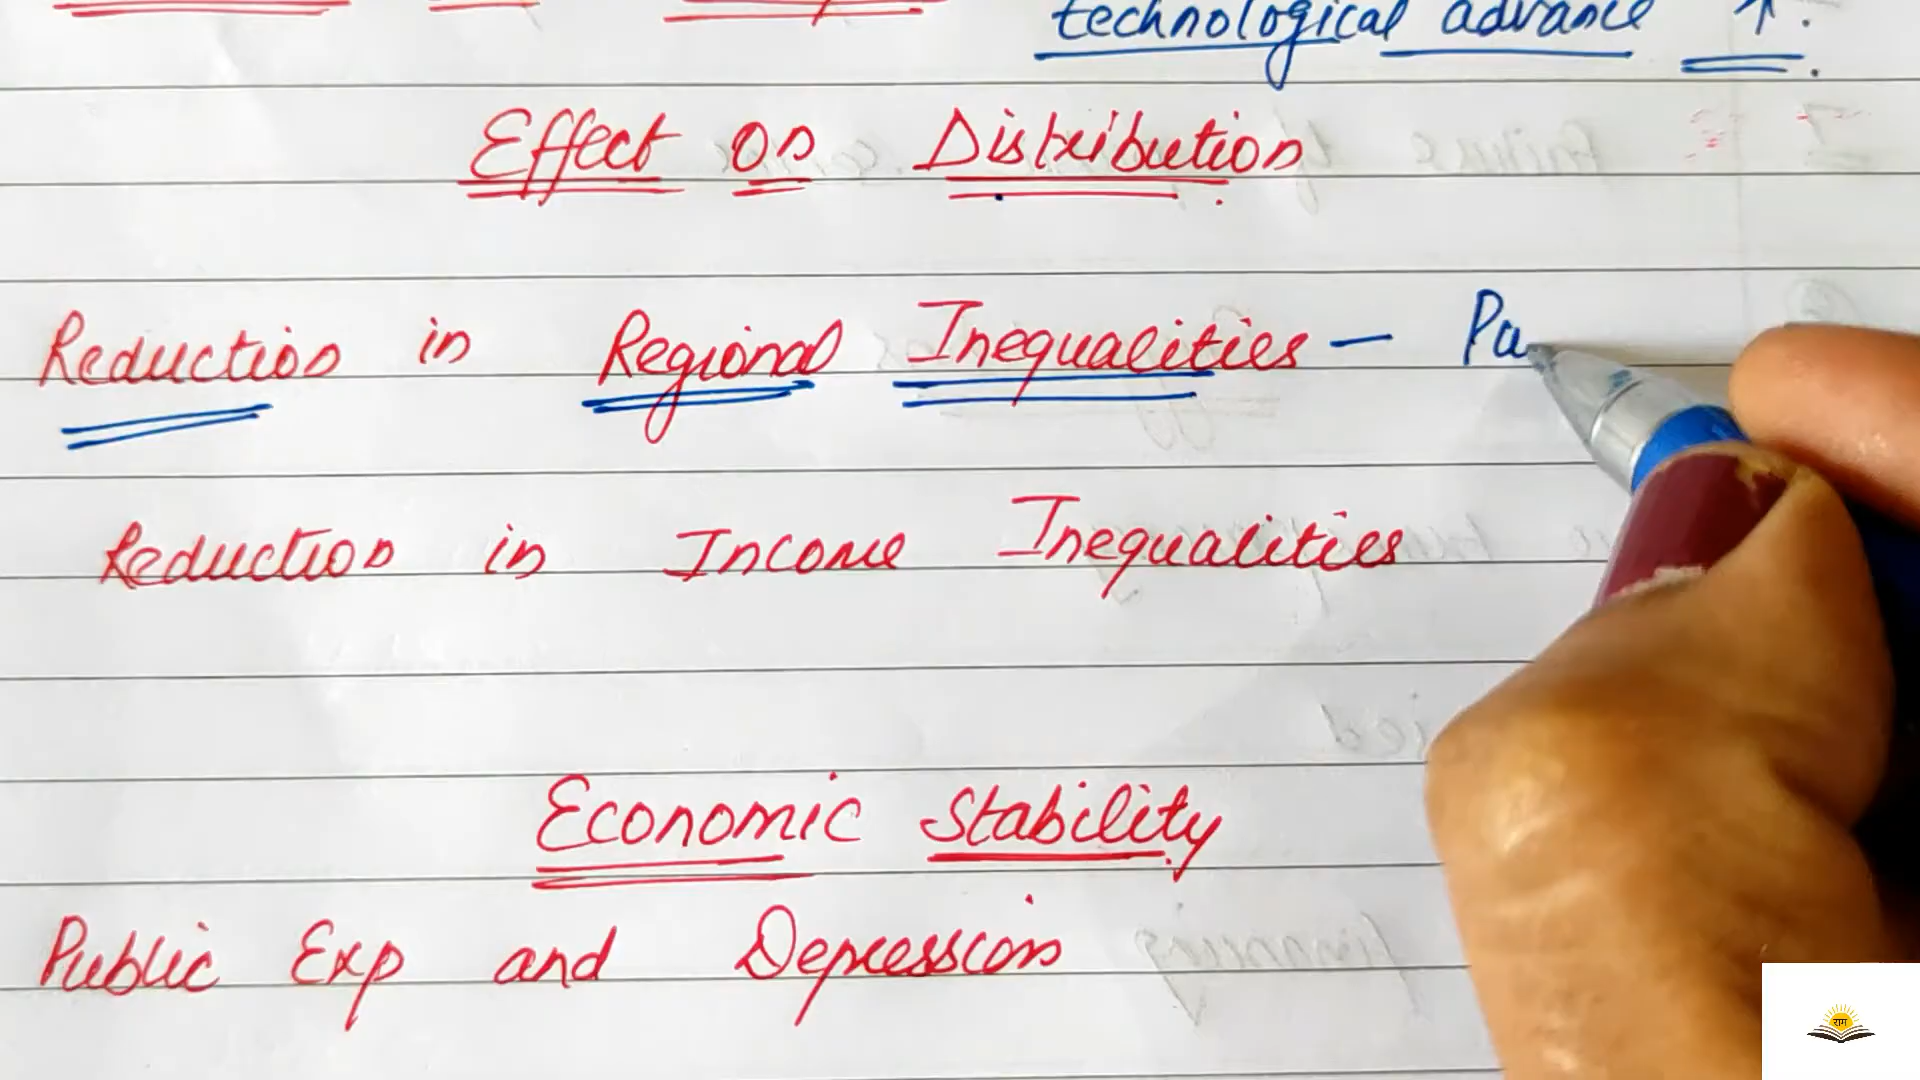 technological advance ↑.
Effect on Distribution
Reduction in Regional Inequalities — Pa
Reduction in Income Inequalities
Economic Stability
Public Exp and Depression
राम